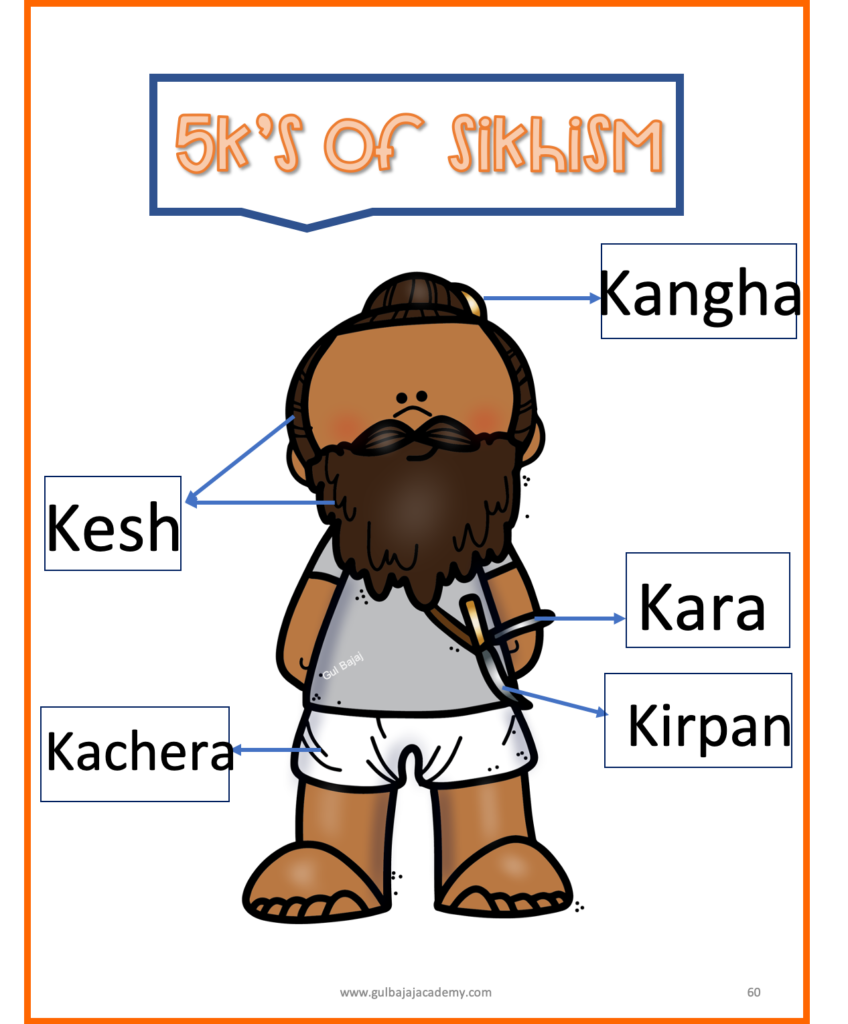 5K's of Sikhism
Kangha
Kesh
Kara
Kirpan
Kachera
Gul Bajaj
www.gulbajajacademy.com
60